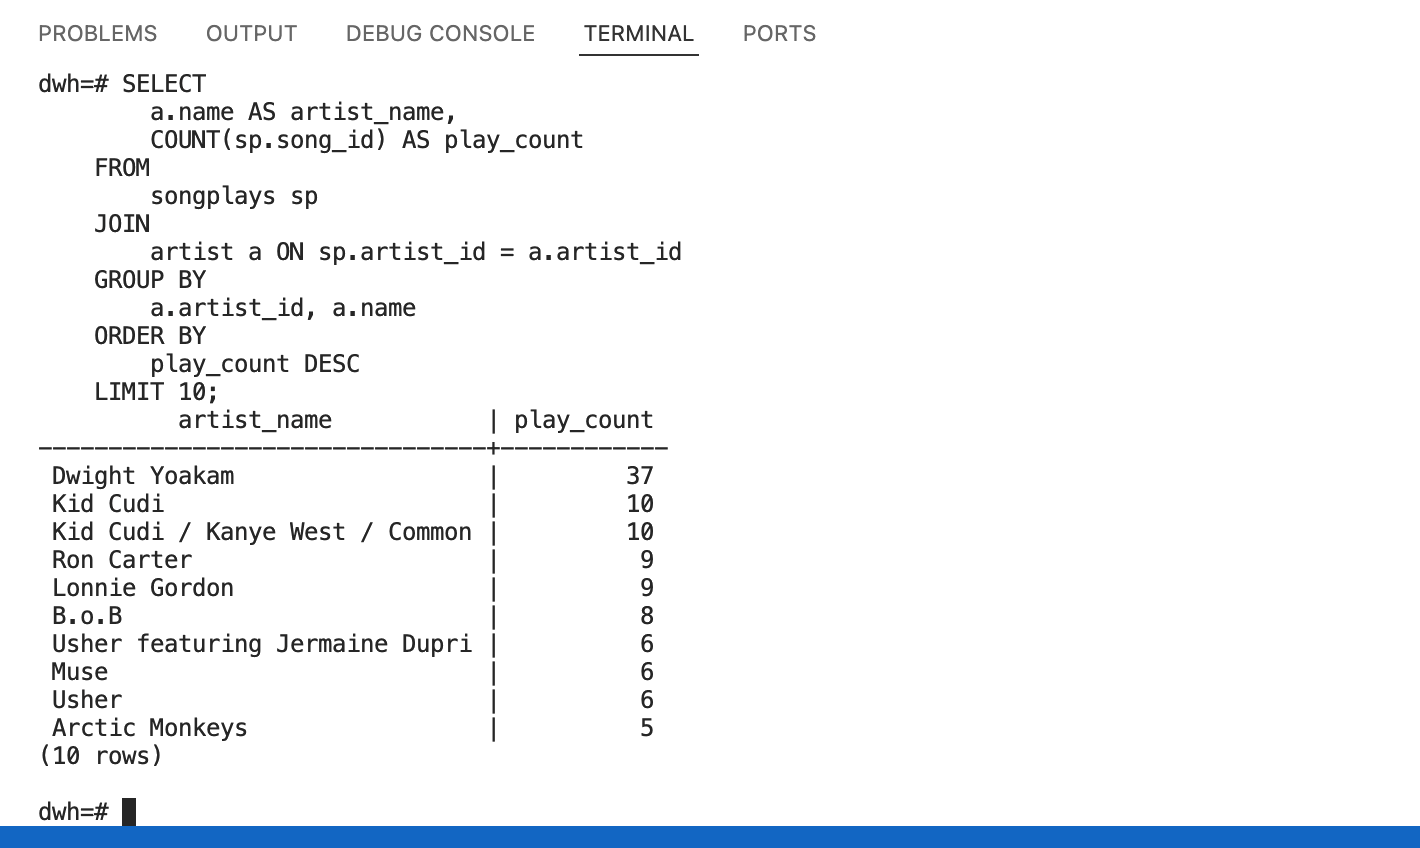 PROBLEMS OUTPUT DEBUG CONSOLE TERMINAL PORTS
dwh=# SELECT
        a.name AS artist_name,
        COUNT(sp.song_id) AS play_count
    FROM
        songplays sp
    JOIN
        artist a ON sp.artist_id = a.artist_id
    GROUP BY
        a.artist_id, a.name
    ORDER BY
        play_count DESC
    LIMIT 10;
          artist_name           | play_count
--------------------------------+------------
 Dwight Yoakam                  |         37
 Kid Cudi                       |         10
 Kid Cudi / Kanye West / Common |         10
 Ron Carter                     |          9
 Lonnie Gordon                  |          9
 B.o.B                          |          8
 Usher featuring Jermaine Dupri |          6
 Muse                           |          6
 Usher                          |          6
 Arctic Monkeys                 |          5
(10 rows)

dwh=#